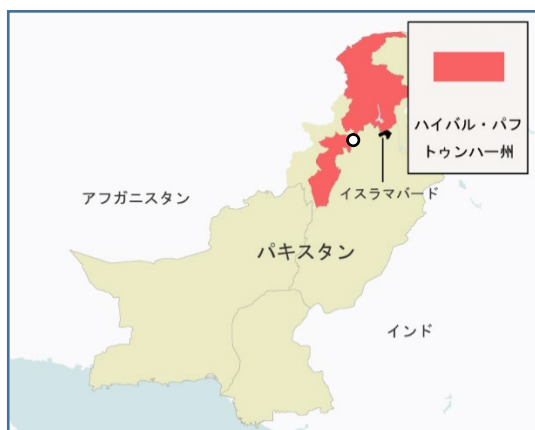 ハイバル・パフ
トゥンハー州
イスラマバード
アフガニスタン
パキスタン
インド